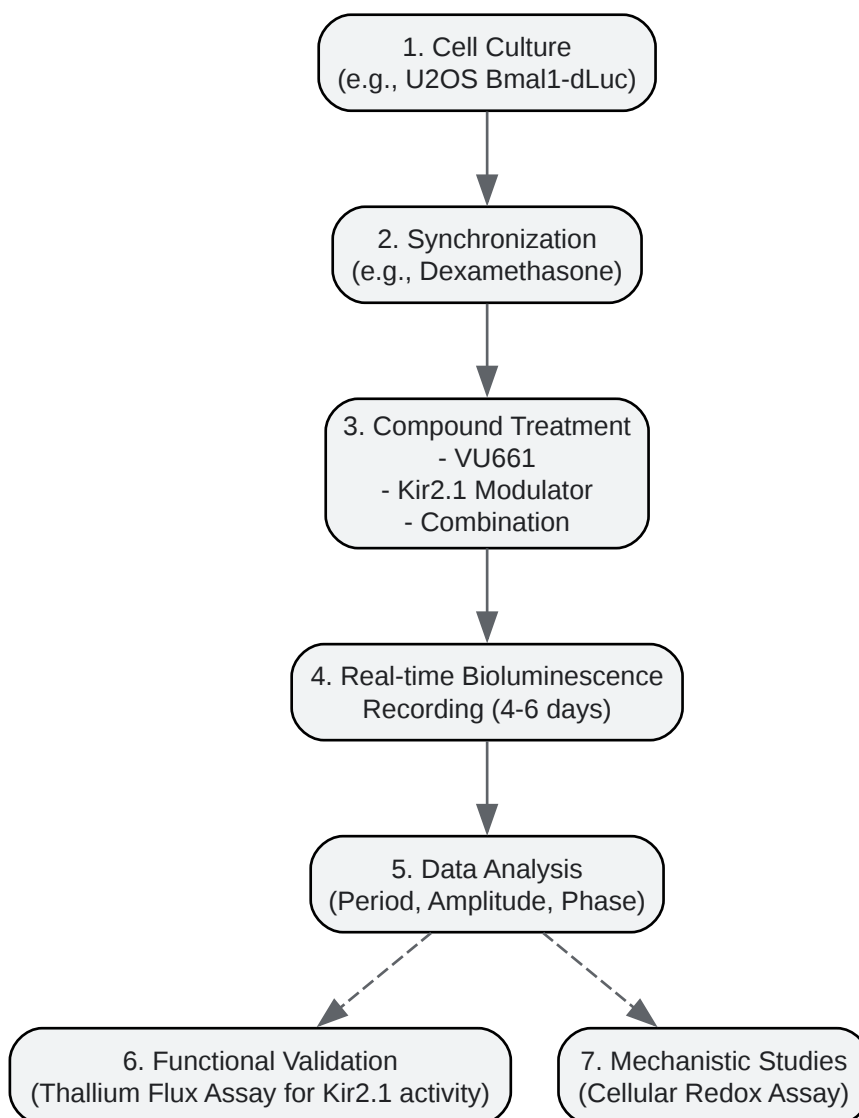 1. Cell Culture
(e.g., U2OS Bmal1-dLuc)
2. Synchronization
(e.g., Dexamethasone)
3. Compound Treatment
- VU661
- Kir2.1 Modulator
- Combination
4. Real-time Bioluminescence
Recording (4-6 days)
5. Data Analysis
(Period, Amplitude, Phase)
6. Functional Validation
(Thallium Flux Assay for Kir2.1 activity)
7. Mechanistic Studies
(Cellular Redox Assay)